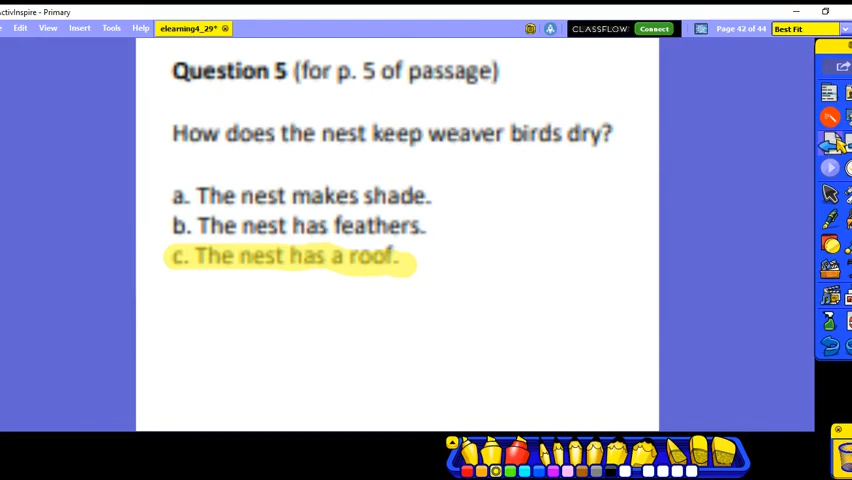 ActivInspire - Primary
Edit View Insert Tools Help elearning4_29* CLASSFLOW Connect Page 42 of 44 Best Fit
Question 5 (for p. 5 of passage)
How does the nest keep weaver birds dry?
a. The nest makes shade.
b. The nest has feathers.
c. The nest has a roof.